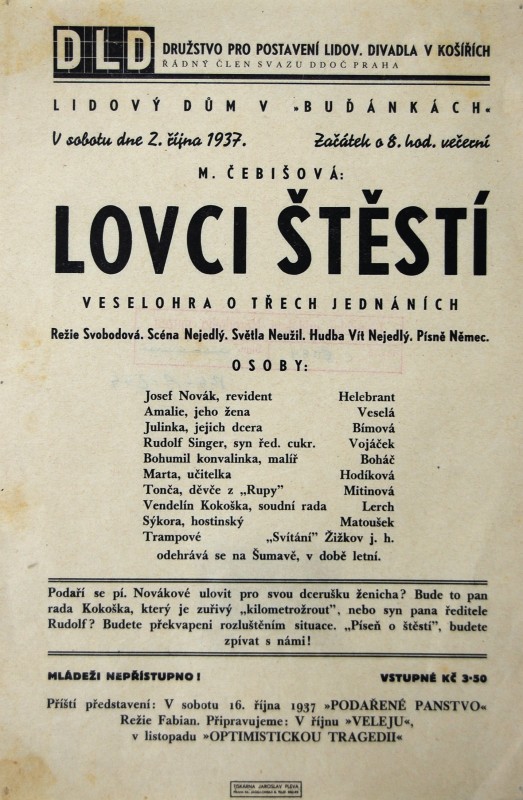 DLD
DRUŽSTVO PRO POSTAVENÍ LIDOV. DIVADLA V KOŠÍŘÍCH
ŘÁDNÝ ČLEN SVAZU DDOČ PRAHA
LIDOVÝ DŮM V »BUĎÁNKÁCH«
V sobotu dne 2. října 1937. Začátek o 8. hod. večerní
M. ČEBIŠOVÁ:
LOVCI ŠTĚSTÍ
VESELOHRA O TŘECH JEDNÁNÍCH
Režie Svobodová. Scéna Nejedlý. Světla Neužil. Hudba Vít Nejedlý. Písně Němec.
OSOBY:
Josef Novák, revident Helebrant
Amalie, jeho žena Veselá
Julinka, jejich dcera Bímová
Rudolf Singer, syn řed. cukr. Vojáček
Bohumil konvalinka, malíř Boháč
Marta, učitelka Hodíková
Tonča, děvče z „Rupy" Mitinová
Vendelín Kokoška, soudní rada Lerch
Sýkora, hostinský Matoušek
Trampové „Svítání" Žižkov j. h.
odehrává se na Šumavě, v době letní.
Podaří se pí. Novákové ulovit pro svou dcerušku ženicha? Bude to pan
rada Kokoška, který je zuřivý „kilometrožrout", nebo syn pana ředitele
Rudolf? Budete překvapeni rozluštěním situace. „Píseň o štěstí", budete
zpívat s námi!
MLÁDEŽI NEPŘÍSTUPNO! VSTUPNÉ KČ 3·50
Příští představení: V sobotu 16. října 1937 »PODAŘENÉ PANSTVO«
Režie Fabian. Připravujeme: V říjnu »VELEJU«,
v listopadu »OPTIMISTICKOU TRAGEDII«
TISKÁRNA JAROSLAV PLEVA